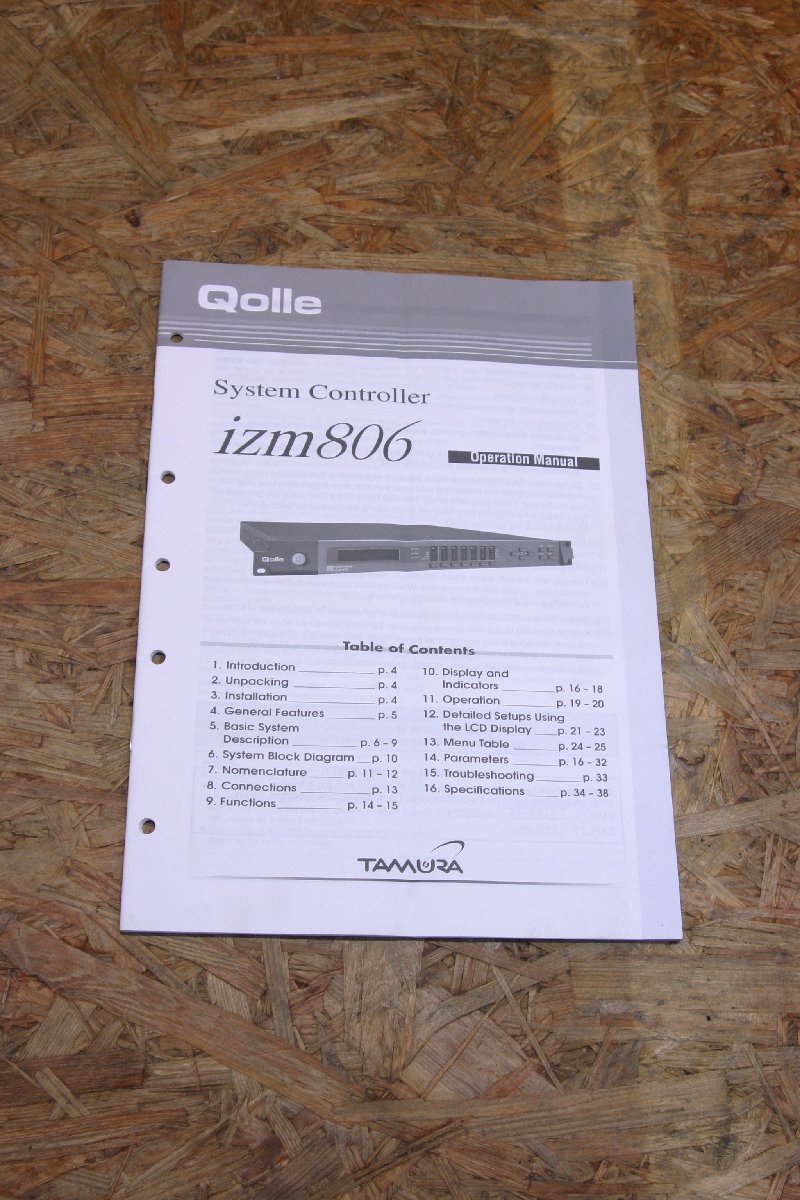 Qolle
System Controller
izm806
Operation Manual
Qolle
Table of Contents
1. Introduction p. 4
2. Unpacking p. 4
3. Installation p. 4
4. General Features p. 5
5. Basic System
Description p. 6 – 9
6. System Block Diagram p. 10
7. Nomenclature p. 11 – 12
8. Connections p. 13
9. Functions p. 14 – 15
10. Display and
Indicators p. 16 – 18
11. Operation p. 19 – 20
12. Detailed Setups Using
the LCD Display p. 21 – 23
13. Menu Table p. 24 – 25
14. Parameters p. 16 – 32
15. Troubleshooting p. 33
16. Specifications p. 34 – 38
TAMURA